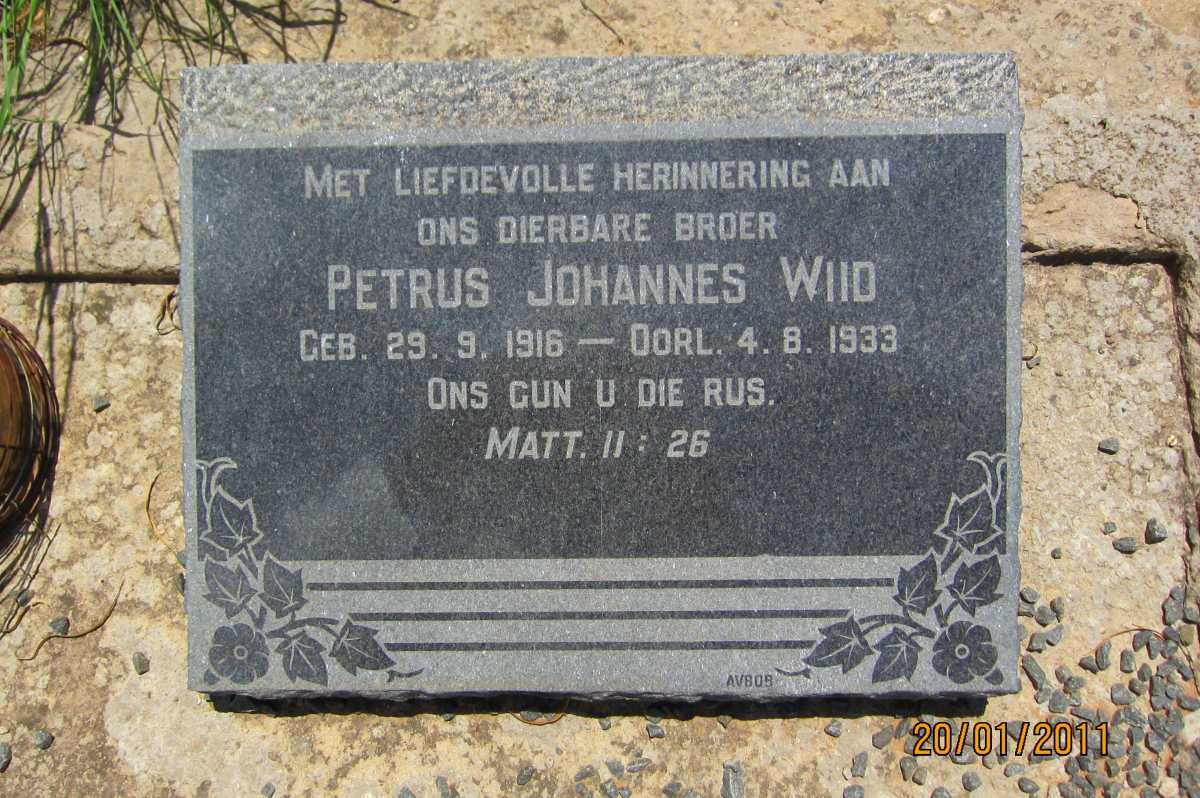 MET LIEFDEVOLLE HERINNERING AAN
ONS DIERBARE BROER
PETRUS JOHANNES WIID
GEB. 29. 9. 1916 — OORL. 4. 8. 1933
ONS GUN U DIE RUS.
MATT. 11 : 26
AVBOB
20/01/2011